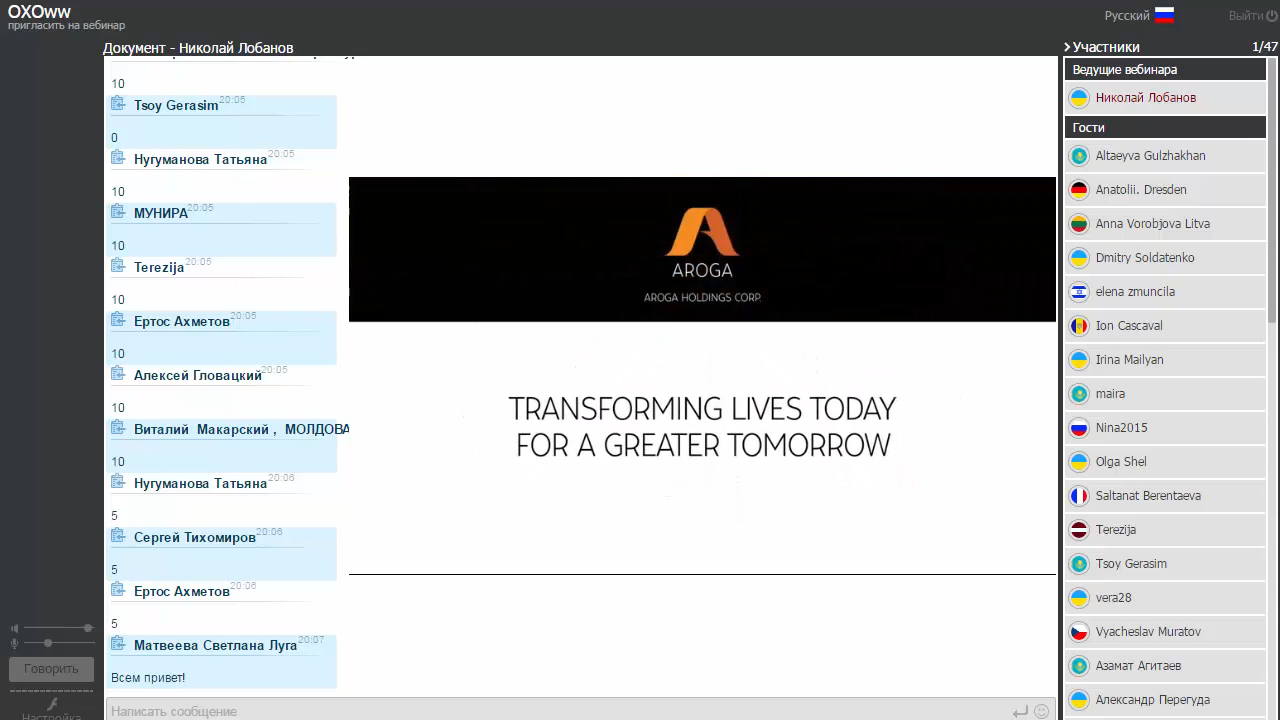 OXOww
пригласить на вебинар
Русский
Выйти
Документ - Николай Лобанов
10
Tsoy Gerasim 20:05
0
Нугуманова Татьяна 20:05
10
МУНИРА 20:05
10
Terezija 20:05
10
Ертос Ахметов 20:05
10
Алексей Гловацкий 20:05
10
Виталий Макарский , МОЛДОВА
10
Нугуманова Татьяна 20:06
5
Сергей Тихомиров 20:06
5
Ертос Ахметов 20:06
5
Матвеева Светлана Луга 20:07
Всем привет!
Написать сообщение
Говорить
Настройка
AROGA
AROGA HOLDINGS CORP.
TRANSFORMING LIVES TODAY
FOR A GREATER TOMORROW
Участники 1/47
Ведущие вебинара
Николай Лобанов
Гости
Altaeyva Gulzhakhan
Anatolii. Dresden
Anna Vorobjova Litva
Dmitry Soldatenko
elena muncila
Ion Cascaval
Irina Mailyan
maira
Nina2015
Olga Shel
Saltanat Berentaeva
Terezija
Tsoy Gerasim
vera28
Vyacheslav Muratov
Азамат Агитаев
Александр Перегуда